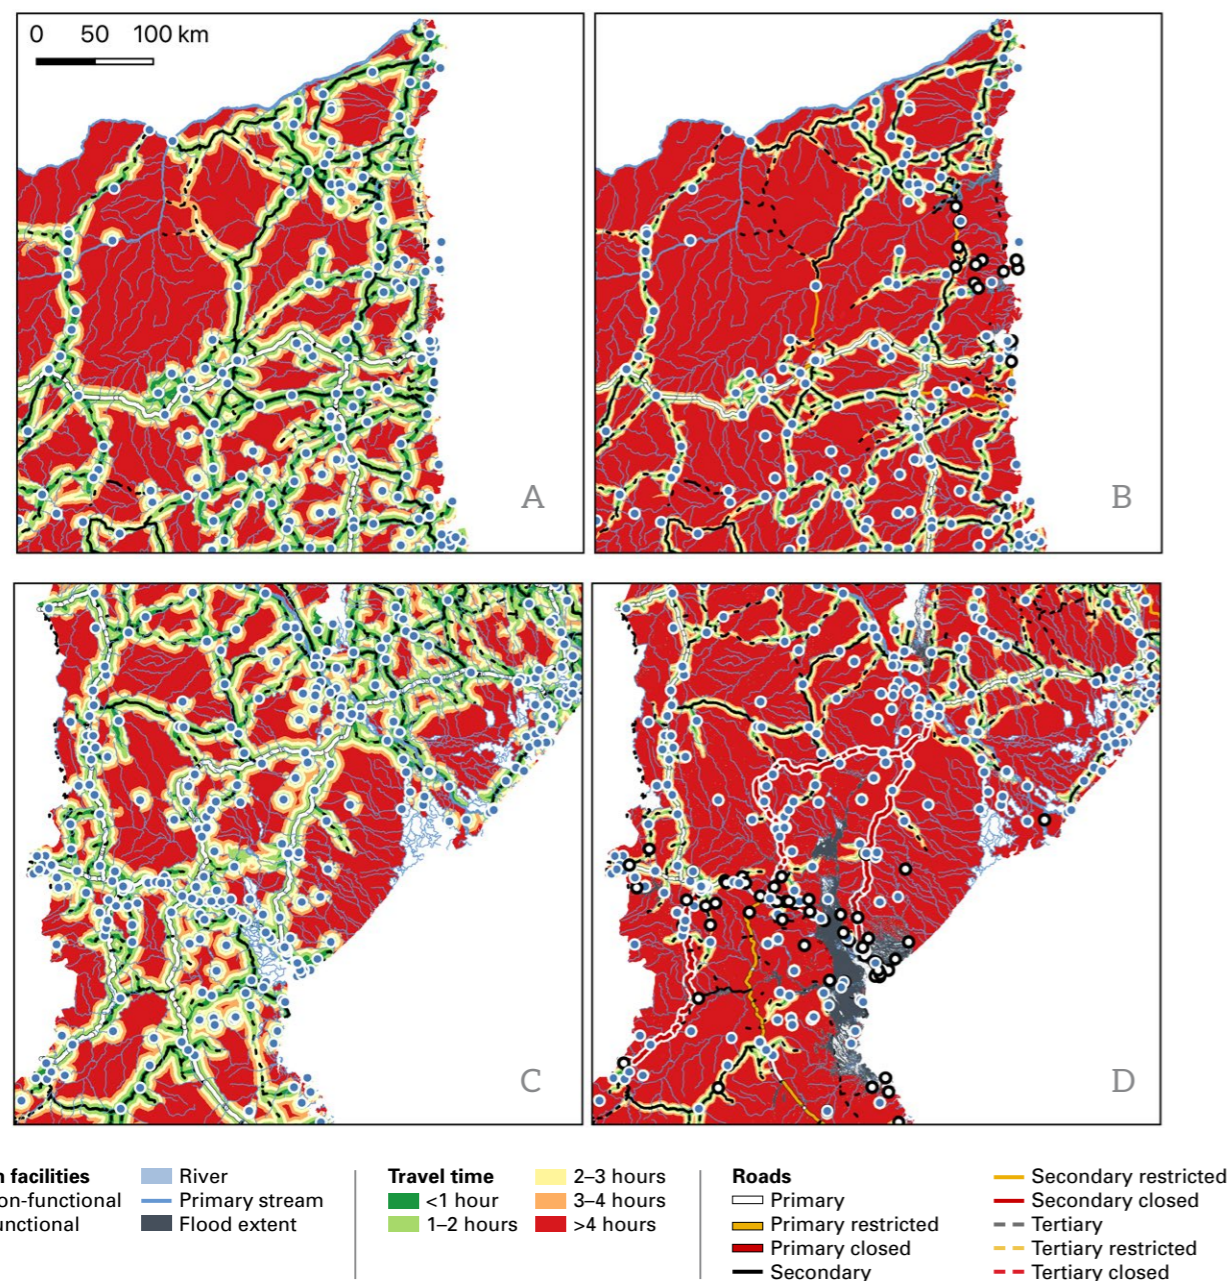 0 50 100 km
A
B
C
D
facilities
River
Travel time
2–3 hours
Roads
Secondary restricted
on-functional
Primary stream
<1 hour
3–4 hours
Primary
Secondary closed
unctional
Flood extent
1–2 hours
>4 hours
Primary restricted
Tertiary
Primary closed
Tertiary restricted
Secondary
Tertiary closed